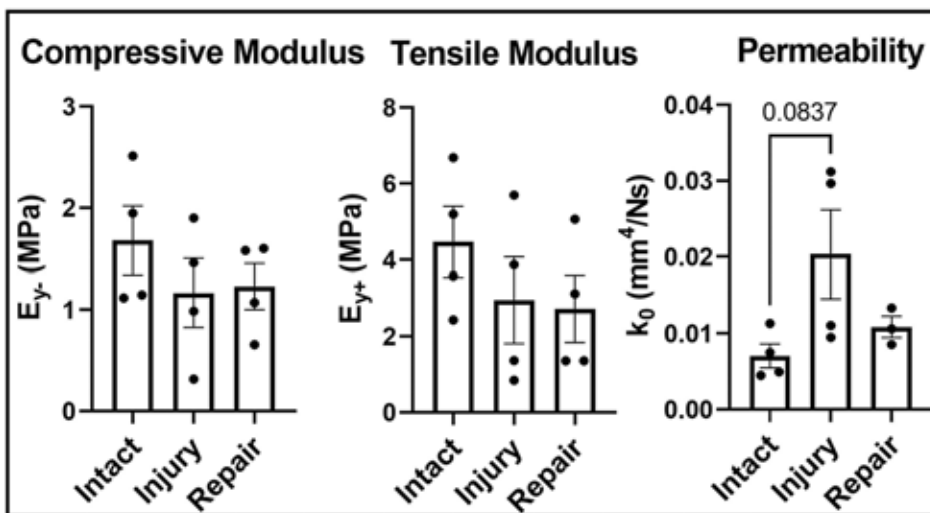 Compressive Modulus
E_y- (MPa)
3
2
1
0
Intact
Injury
Repair
Tensile Modulus
E_y+ (MPa)
8
6
4
2
0
Intact
Injury
Repair
Permeability
k₀ (mm⁴/Ns)
0.04
0.03
0.02
0.01
0.00
0.0837
Intact
Injury
Repair